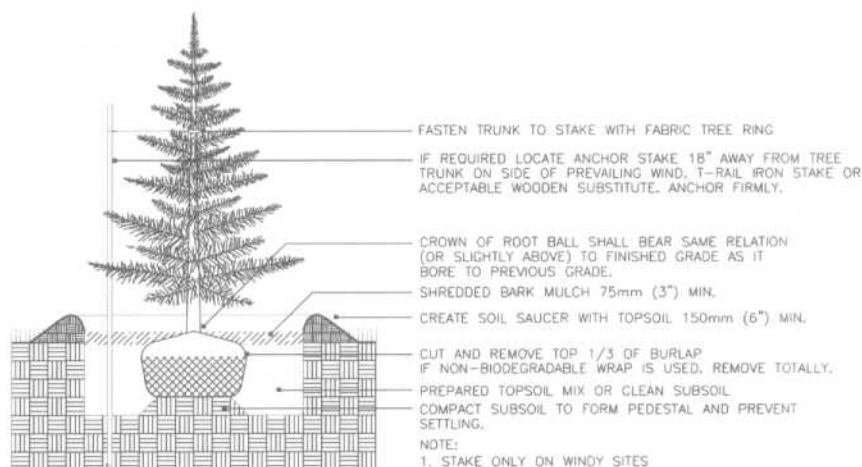 FASTEN TRUNK TO STAKE WITH FABRIC TREE RING
IF REQUIRED LOCATE ANCHOR STAKE 18" AWAY FROM TREE
TRUNK ON SIDE OF PREVAILING WIND. T-RAIL IRON STAKE OR
ACCEPTABLE WOODEN SUBSTITUTE. ANCHOR FIRMLY.
CROWN OF ROOT BALL SHALL BEAR SAME RELATION
(OR SLIGHTLY ABOVE) TO FINISHED GRADE AS IT
BORE TO PREVIOUS GRADE.
SHREDDED BARK MULCH 75mm (3") MIN.
CREATE SOIL SAUCER WITH TOPSOIL 150mm (6") MIN.
CUT AND REMOVE TOP 1/3 OF BURLAP
IF NON-BIODEGRADABLE WRAP IS USED, REMOVE TOTALLY.
PREPARED TOPSOIL MIX OR CLEAN SUBSOIL
COMPACT SUBSOIL TO FORM PEDESTAL AND PREVENT
SETTLING.
NOTE:
1. STAKE ONLY ON WINDY SITES